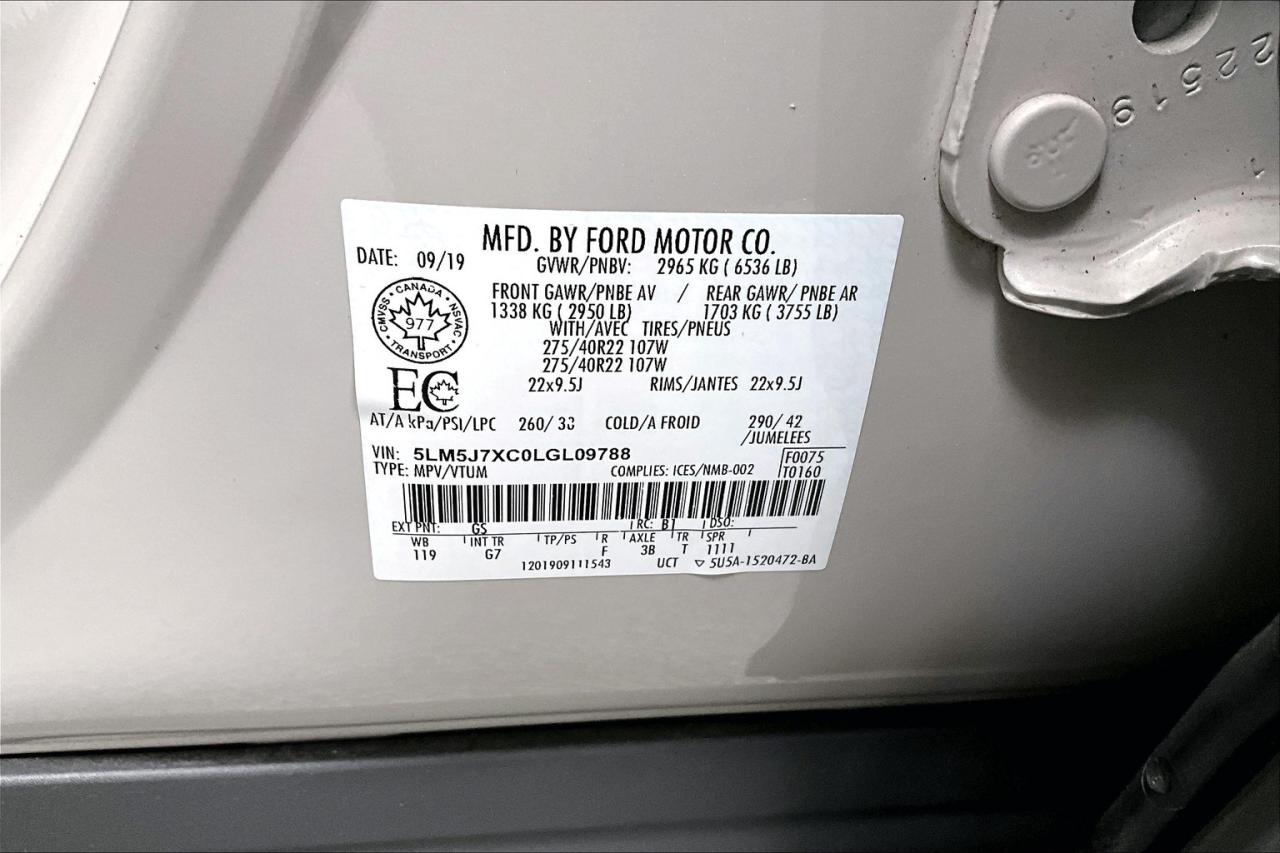 22519
1
MFD. BY FORD MOTOR CO.
DATE: 09/19
GVWR/PNBV: 2965 KG ( 6536 LB)
FRONT GAWR/PNBE AV / REAR GAWR/ PNBE AR
1338 KG ( 2950 LB) 1703 KG ( 3755 LB)
WITH/AVEC TIRES/PNEUS
275/40R22 107W
275/40R22 107W
22x9.5J RIMS/JANTES 22x9.5J
CANADA
CMVSS NSVAC
977
TRANSPORT
EC
AT/A kPa/PSI/LPC 260/ COLD/A FROID 290/ 42
/JUMELEES
VIN: 5LM5J7XC0LGL09788
F0075
TYPE: MPV/VTUM COMPLIES: ICES/NMB-002 T0160
EXT PNT: GS RC: B1 DSO:
WB INT TR TP/PS R AXLE TR SPR
119 G7 F 3B T 1111
1201909111543 UCT ▽ 5U5A-1520472-BA